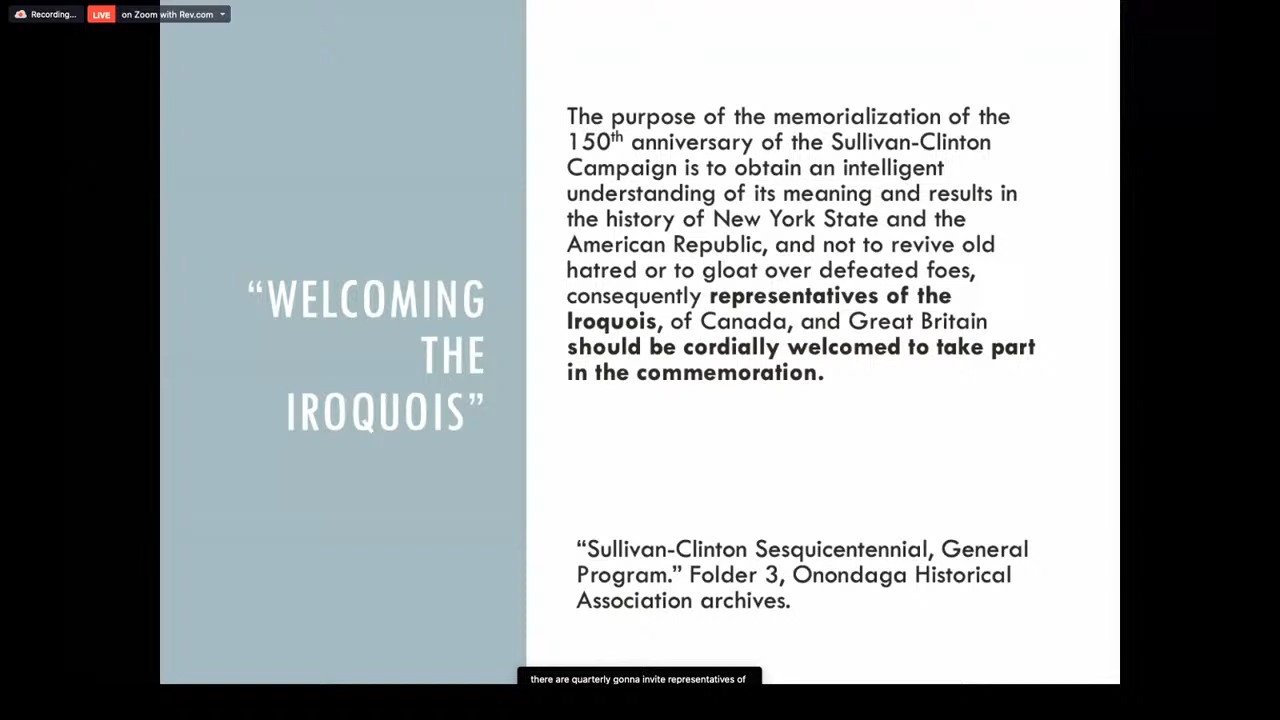 Recording...
LIVE
on Zoom with Rev.com
“WELCOMING
THE
IROQUOIS”
The purpose of the memorialization of the
150th anniversary of the Sullivan-Clinton
Campaign is to obtain an intelligent
understanding of its meaning and results in
the history of New York State and the
American Republic, and not to revive old
hatred or to gloat over defeated foes,
consequently representatives of the
Iroquois, of Canada, and Great Britain
should be cordially welcomed to take part
in the commemoration.
“Sullivan-Clinton Sesquicentennial, General
Program.” Folder 3, Onondaga Historical
Association archives.
there are quarterly gonna invite representatives of